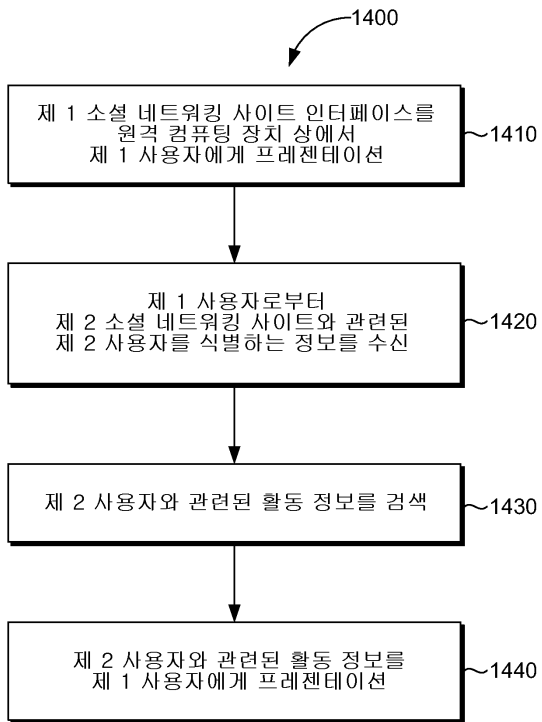 1400
제 1 소셜 네트워킹 사이트 인터페이스를
원격 컴퓨팅 장치 상에서
제 1 사용자에게 프레젠테이션
1410
제 1 사용자로부터
제 2 소셜 네트워킹 사이트와 관련된
제 2 사용자를 식별하는 정보를 수신
1420
제 2 사용자와 관련된 활동 정보를 검색
1430
제 2 사용자와 관련된 활동 정보를
제 1 사용자에게 프레젠테이션
1440